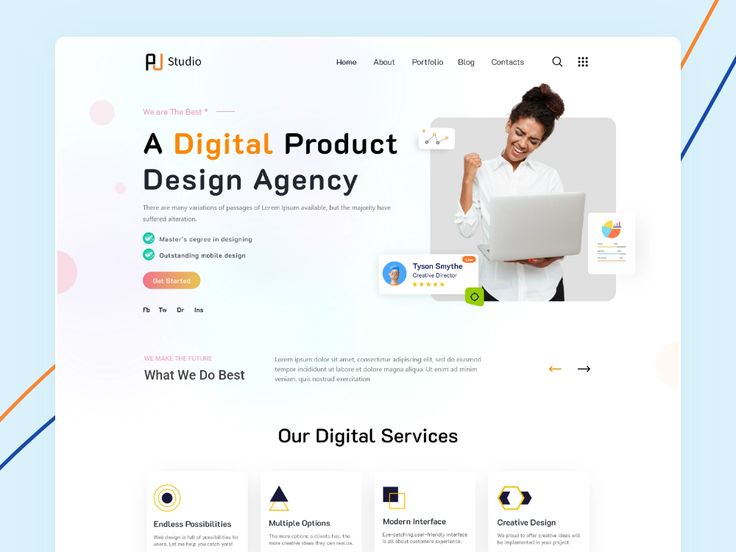 PJ Studio
Home About Portfolio Blog Contacts
We are The Best *
A Digital Product
Design Agency
There are many variations of passages of Lorem Ipsum available, but the majority have
suffered alteration.
Master's degree in designing
Outstanding mobile design
Get Started
Fb Tw Dr Ins
Live
Tyson Smythe
Creative Director
WE MAKE THE FUTURE
What We Do Best
Lorem ipsum dolor sit amet, consectetur adipiscing elit, sed do eiusmod
tempor incididunt ut labore et dolore magna aliqua. Ut enim ad minim
veniam, quis nostrud exercitation
Our Digital Services
Endless Possibilities
Web design is full of possibilities for
users. Let me help you catch yors!
Multiple Options
The more options a clients has, the
more creative ideas they can realize.
Modern Interface
Eye-catching,user-friendly interface
is all about customers experience.
Creative Design
We proud to offer creative ideas will
be implemented in your project.